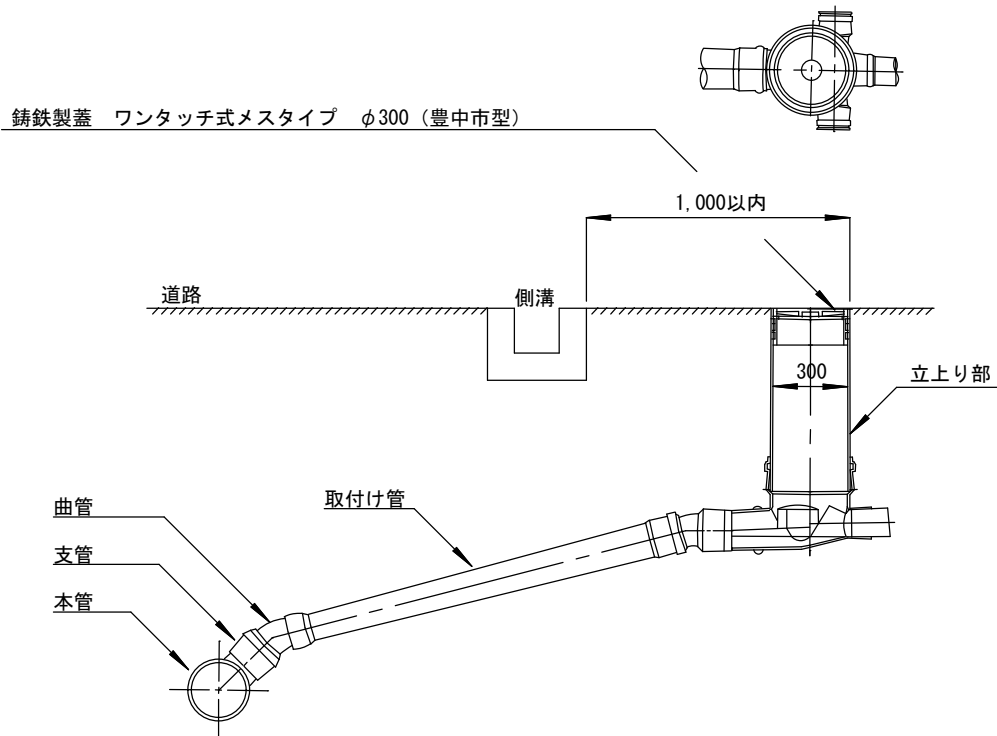 鋳鉄製蓋 ワンタッチ式メスタイプ φ300（豊中市型）
1,000以内
道路
側溝
300
立上り部
取付け管
曲管
支管
本管